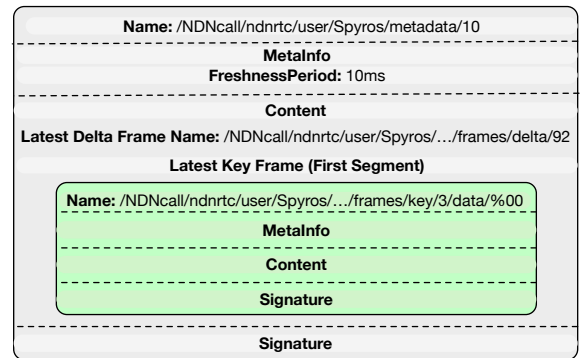 Name: /NDNcall/ndnrtc/user/Spyros/metadata/10
MetaInfo
FreshnessPeriod: 10ms
Content
Latest Delta Frame Name: /NDNcall/ndnrtc/user/Spyros/…/frames/delta/92
Latest Key Frame (First Segment)
Name: /NDNcall/ndnrtc/user/Spyros/…/frames/key/3/data/%00
MetaInfo
Content
Signature
Signature